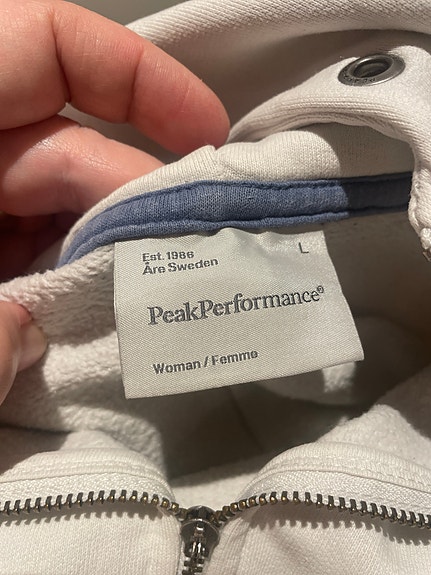 Est. 1986
Åre Sweden
L
PeakPerformance®
Woman / Femme